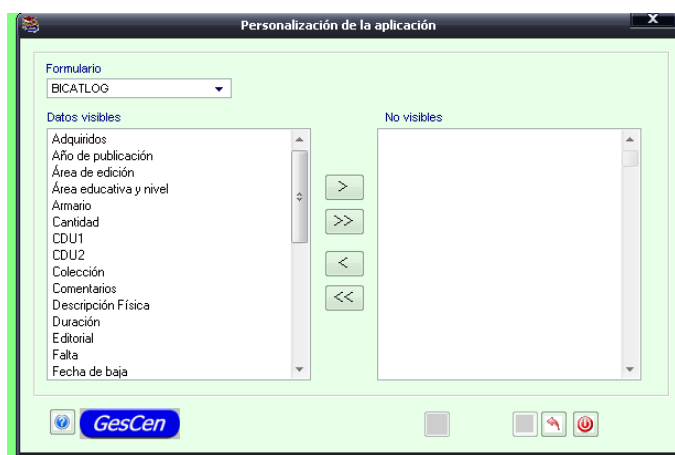 Personalización de la aplicación
X
Formulario
BICATLOG
Datos visibles
No visibles
Adquiridos
Año de publicación
Área de edición
Área educativa y nivel
Armario
Cantidad
CDU1
CDU2
Colección
Comentarios
Descripción Física
Duración
Editorial
Falta
Fecha de baja
>
>>
<
<<
GesCen